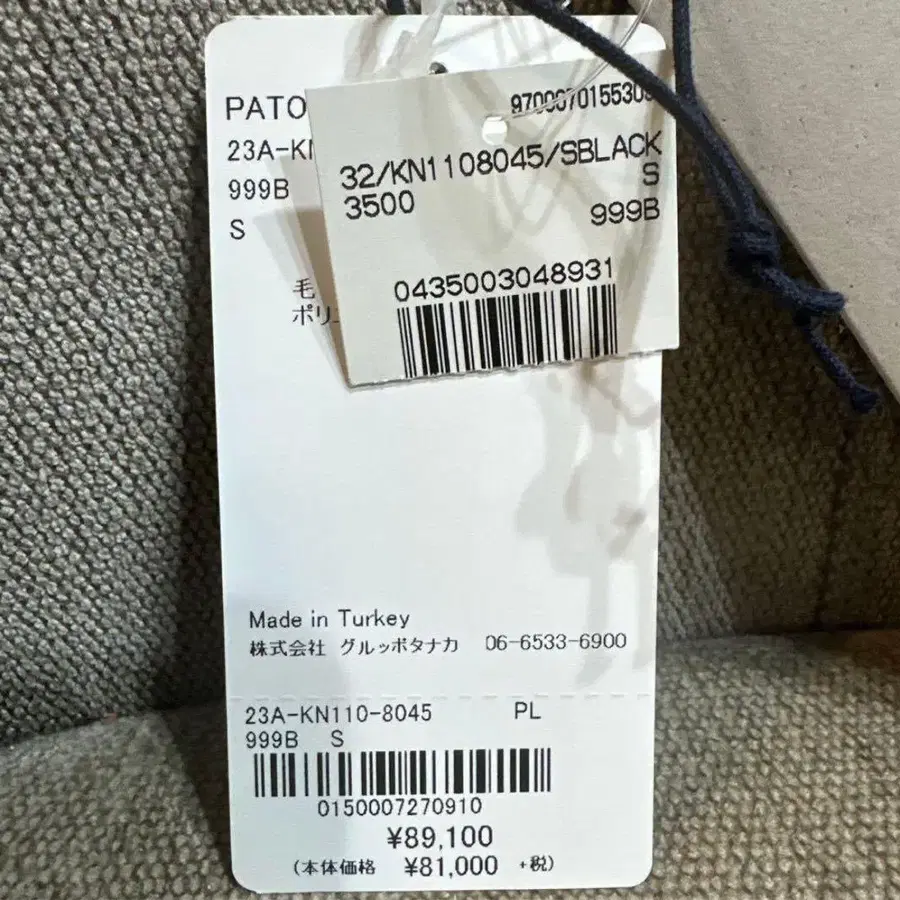 PATO
23A-KN
999B
S
毛
ポリ
97000701553
32/KN1108045/SBLACK
S
3500
999B
0435003048931
Made in Turkey
株式会社 グルッポタナカ 06-6533-6900
23A-KN110-8045 PL
999B S
0150007270910
¥89,100
(本体価格 ¥81,000 +税)